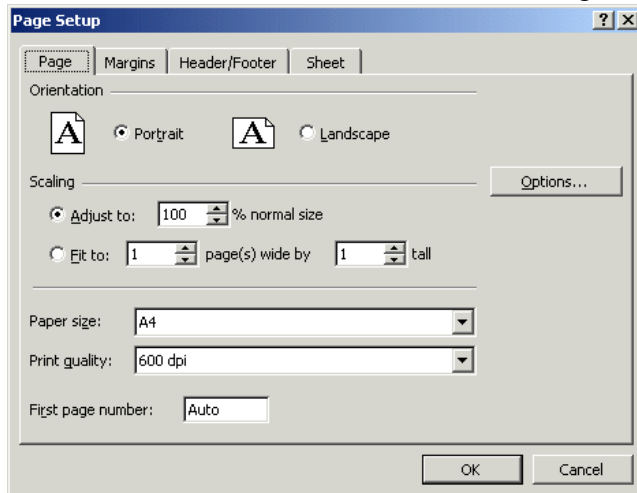 Page Setup
Page Margins Header/Footer Sheet
Orientation
A Portrait A Landscape
Scaling
Options...
Adjust to: 100 % normal size
Fit to: 1 page(s) wide by 1 tall
Paper size: A4
Print quality: 600 dpi
First page number: Auto
OK Cancel